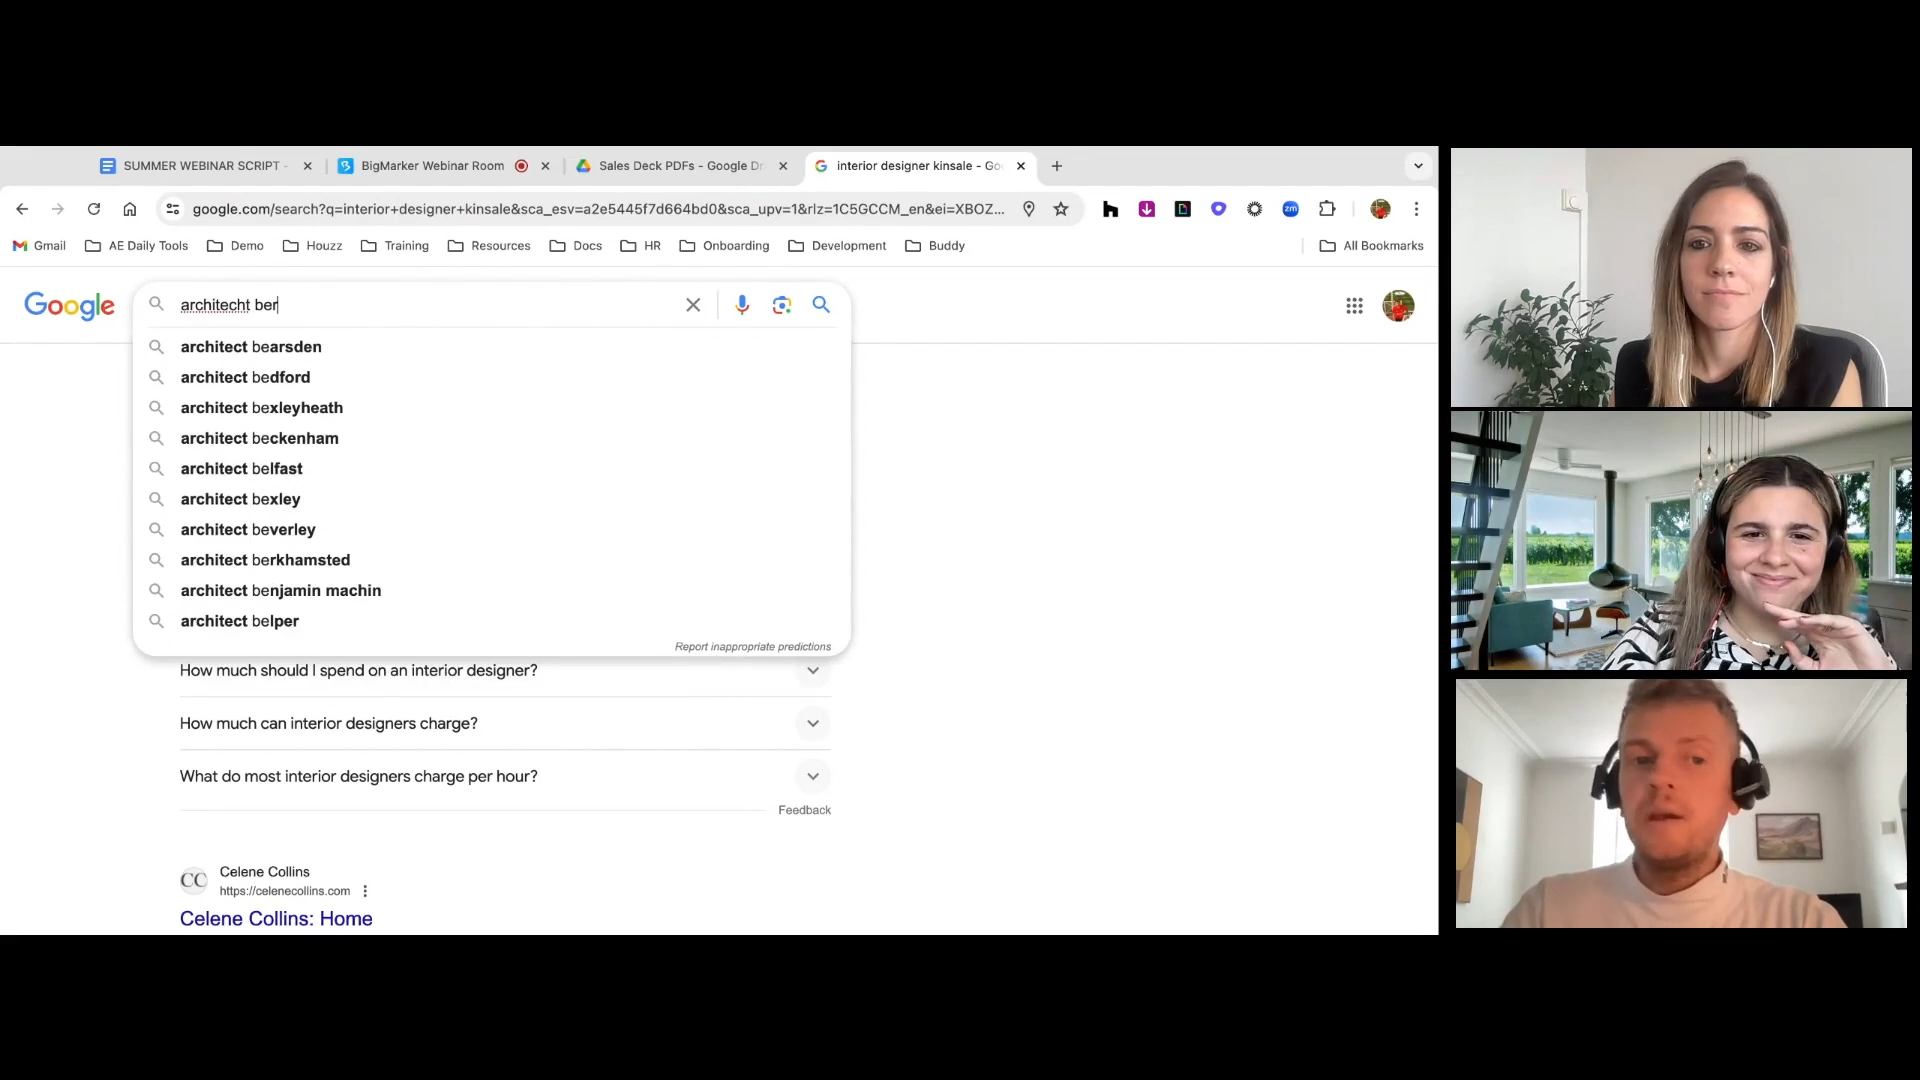 SUMMER WEBINAR SCRIPT -
BigMarker Webinar Room
Sales Deck PDFs - Google Dr
interior designer kinsale - Go
google.com/search?q=interior+designer+kinsale&sca_esv=a2e5445f7d664bd0&sca_upv=1&rlz=1C5GCCM_en&ei=XBOZ...
zm
Gmail
AE Daily Tools
Demo
Houzz
Training
Resources
Docs
HR
Onboarding
Development
Buddy
All Bookmarks
Google
architecht ber
architect bearsden
architect bedford
architect bexleyheath
architect beckenham
architect belfast
architect bexley
architect beverley
architect berkhamsted
architect benjamin machin
architect belper
Report inappropriate predictions
How much should I spend on an interior designer?
How much can interior designers charge?
What do most interior designers charge per hour?
Feedback
CC
Celene Collins
https://celenecollins.com
Celene Collins: Home